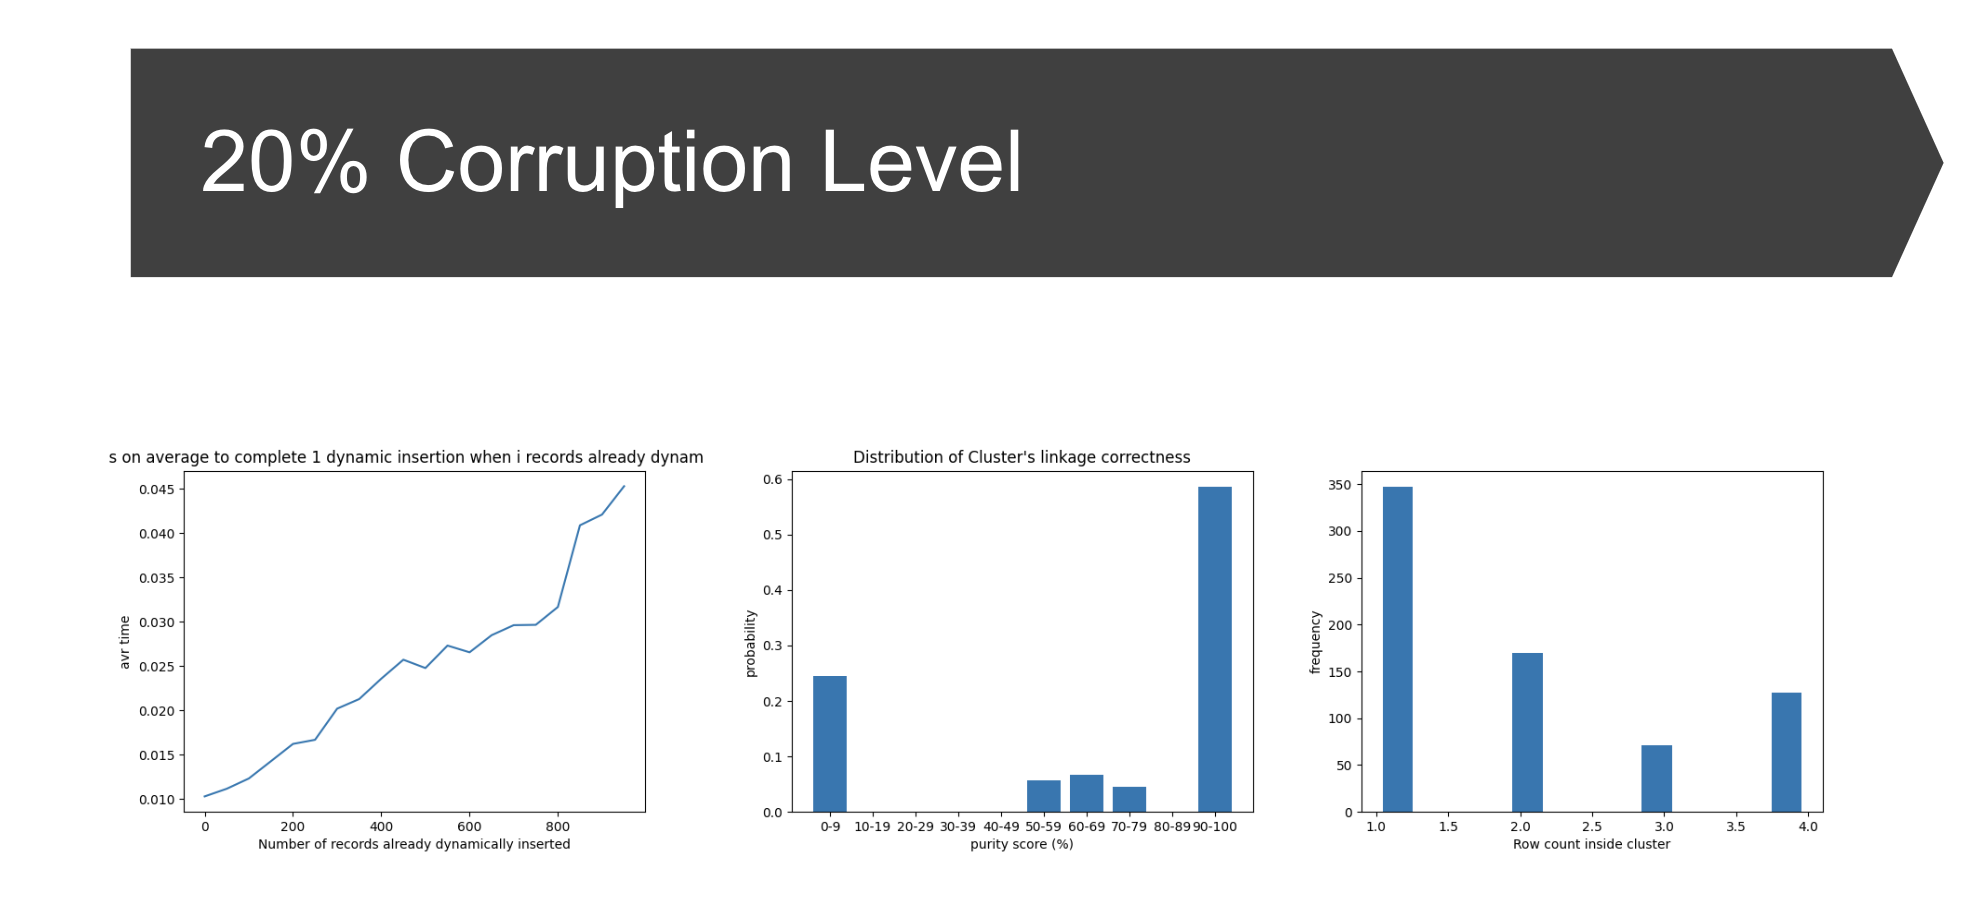 20% Corruption Level
s on average to complete 1 dynamic insertion when i records already dynam
avr time
0.045
0.040
0.035
0.030
0.025
0.020
0.015
0.010
0 200 400 600 800
Number of records already dynamically inserted
Distribution of Cluster's linkage correctness
probability
0.6
0.5
0.4
0.3
0.2
0.1
0.0
0-9 10-19 20-29 30-39 40-49 50-59 60-69 70-79 80-89 90-100
purity score (%)
frequency
350
300
250
200
150
100
50
0
1.0 1.5 2.0 2.5 3.0 3.5 4.0
Row count inside cluster